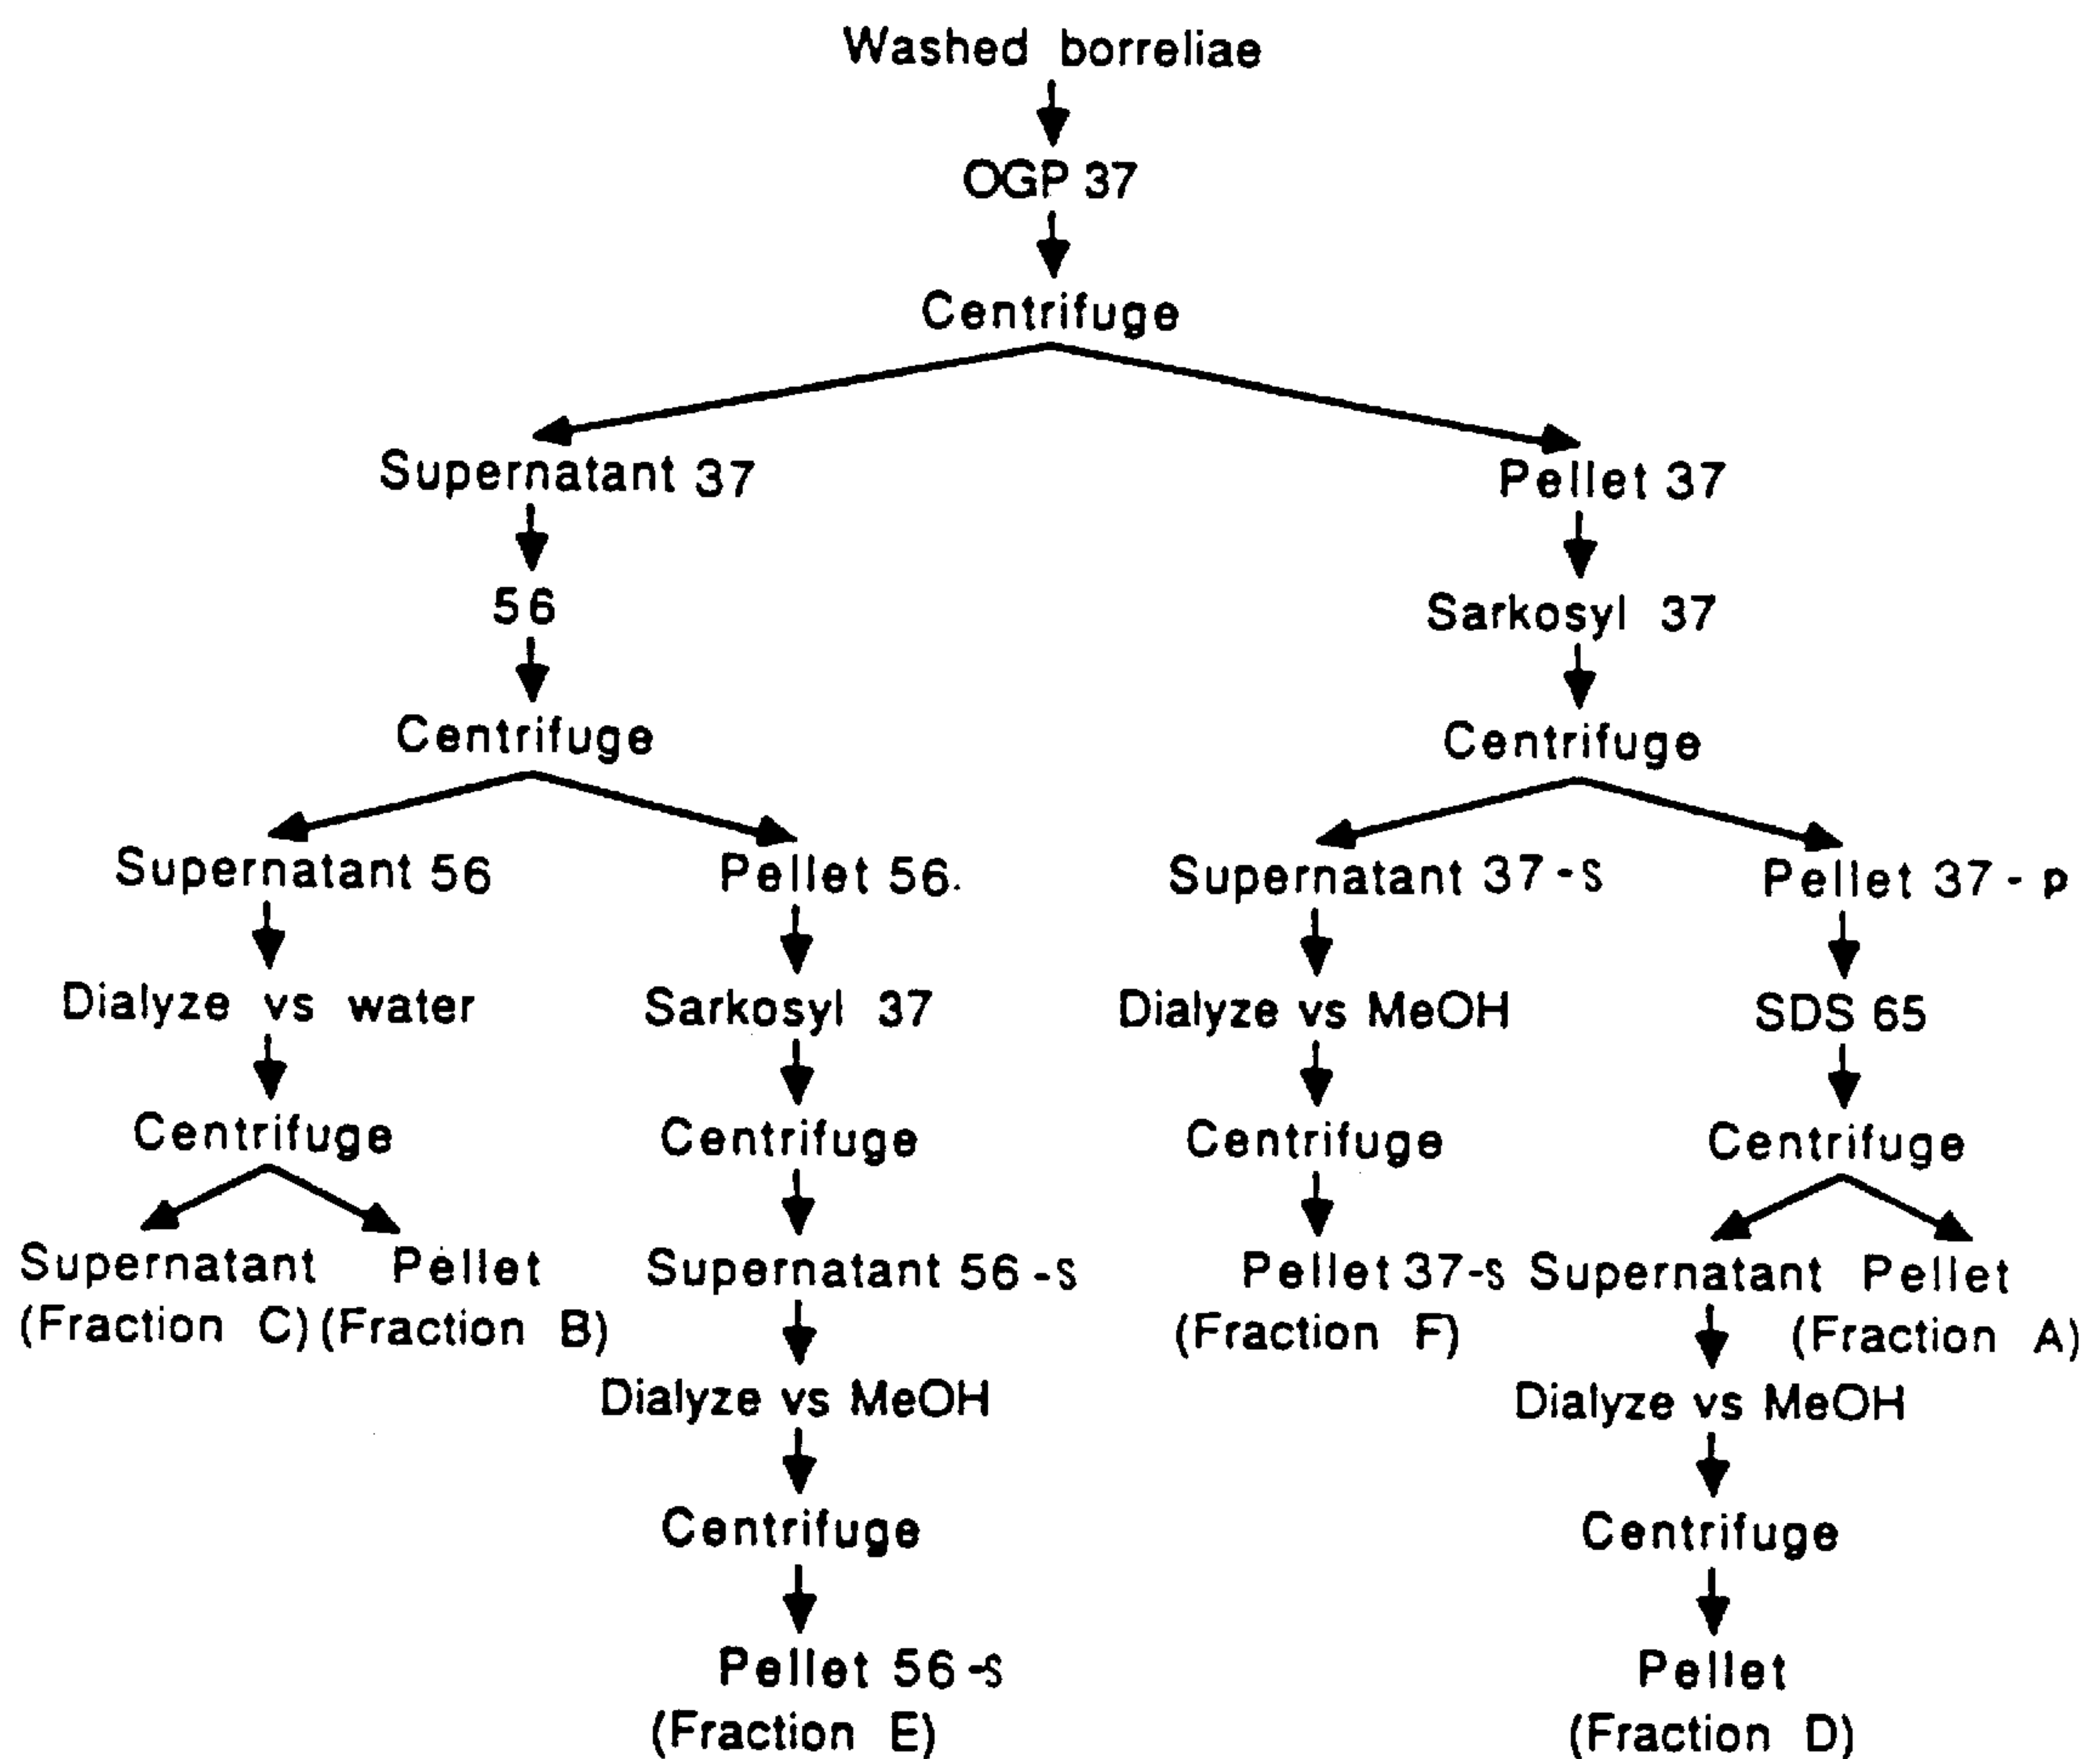 Washed borreliae
OGP 37
Centrifuge
Supernatant 37
Pellet 37
56
Sarkosyl 37
Centrifuge
Centrifuge
Supernatant 56
Pellet 56.
Supernatant 37-s
Pellet 37-p
Dialyze vs water
Sarkosyl 37
Dialyze vs MeOH
SDS 65
Centrifuge
Centrifuge
Centrifuge
Centrifuge
Supernatant
Pellet
Supernatant 56-s
Pellet 37-s
Supernatant
Pellet
(Fraction C)
(Fraction B)
(Fraction F)
(Fraction A)
Dialyze vs MeOH
Dialyze vs MeOH
Centrifuge
Centrifuge
Pellet 56-s
Pellet
(Fraction E)
(Fraction D)